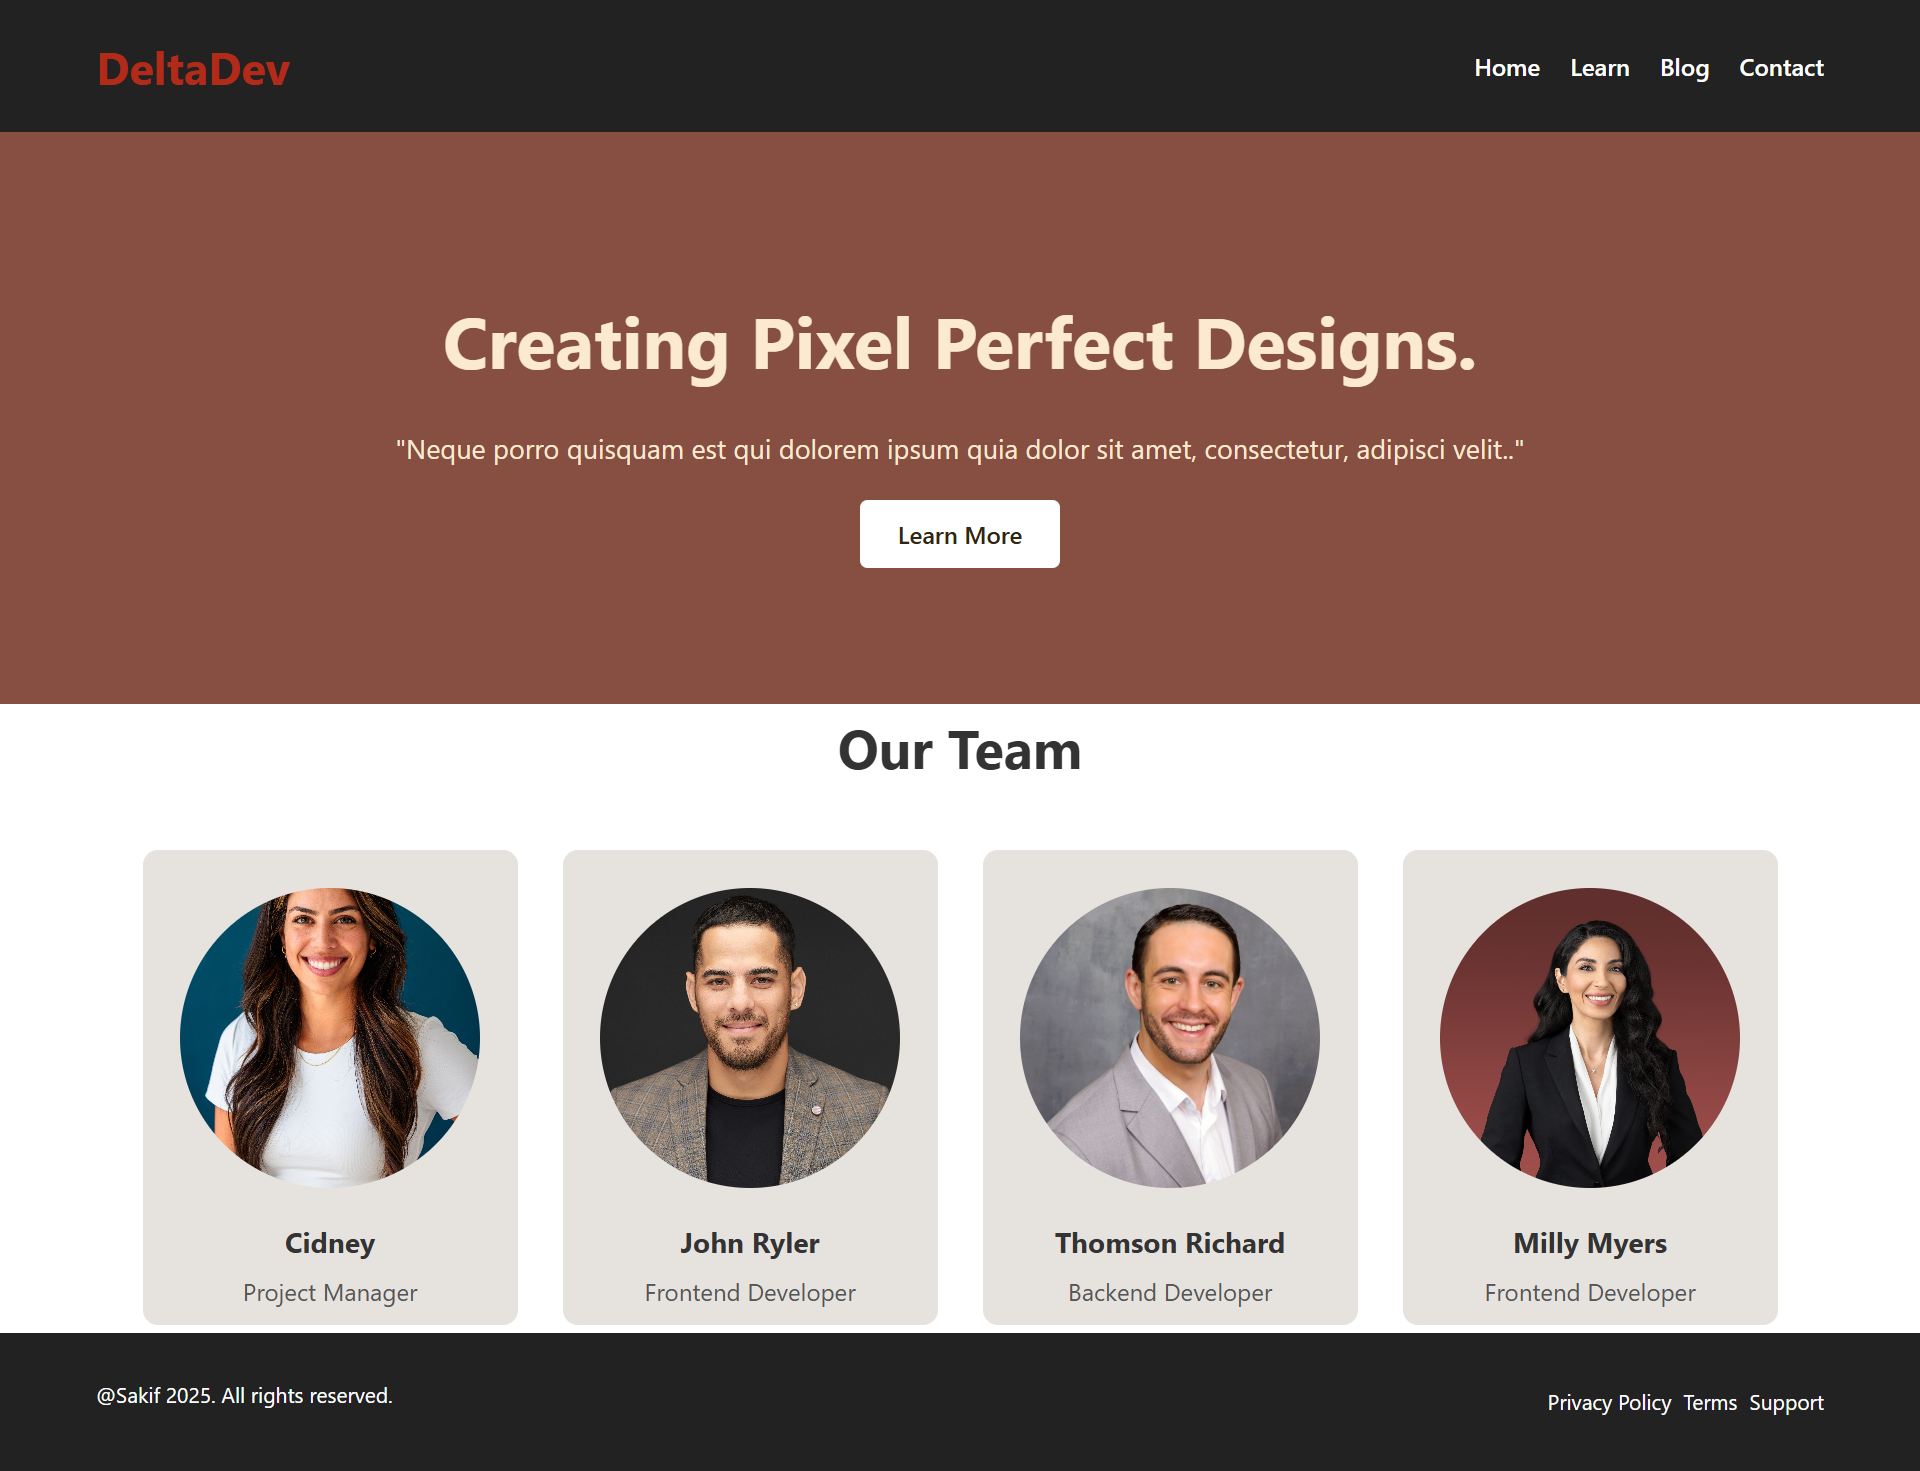 DeltaDev
Home Learn Blog Contact
Creating Pixel Perfect Designs.
"Neque porro quisquam est qui dolorem ipsum quia dolor sit amet, consectetur, adipisci velit.."
Learn More
Our Team
Cidney
Project Manager
John Ryler
Frontend Developer
Thomson Richard
Backend Developer
Milly Myers
Frontend Developer
@Sakif 2025. All rights reserved.
Privacy Policy Terms Support